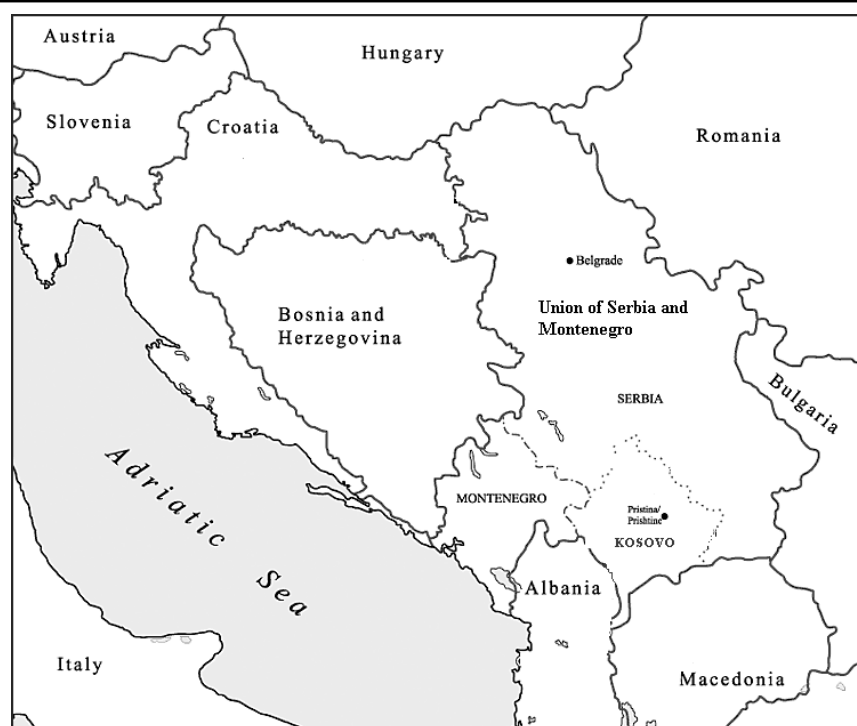 Austria
Hungary
Slovenia
Croatia
Romania
Belgrade
Bosnia and
Herzegovina
Union of Serbia and
Montenegro
Bulgaria
SERBIA
Adriatic Sea
MONTENEGRO
Pristina/
Prishtine
KOSOVO
Albania
Italy
Macedonia